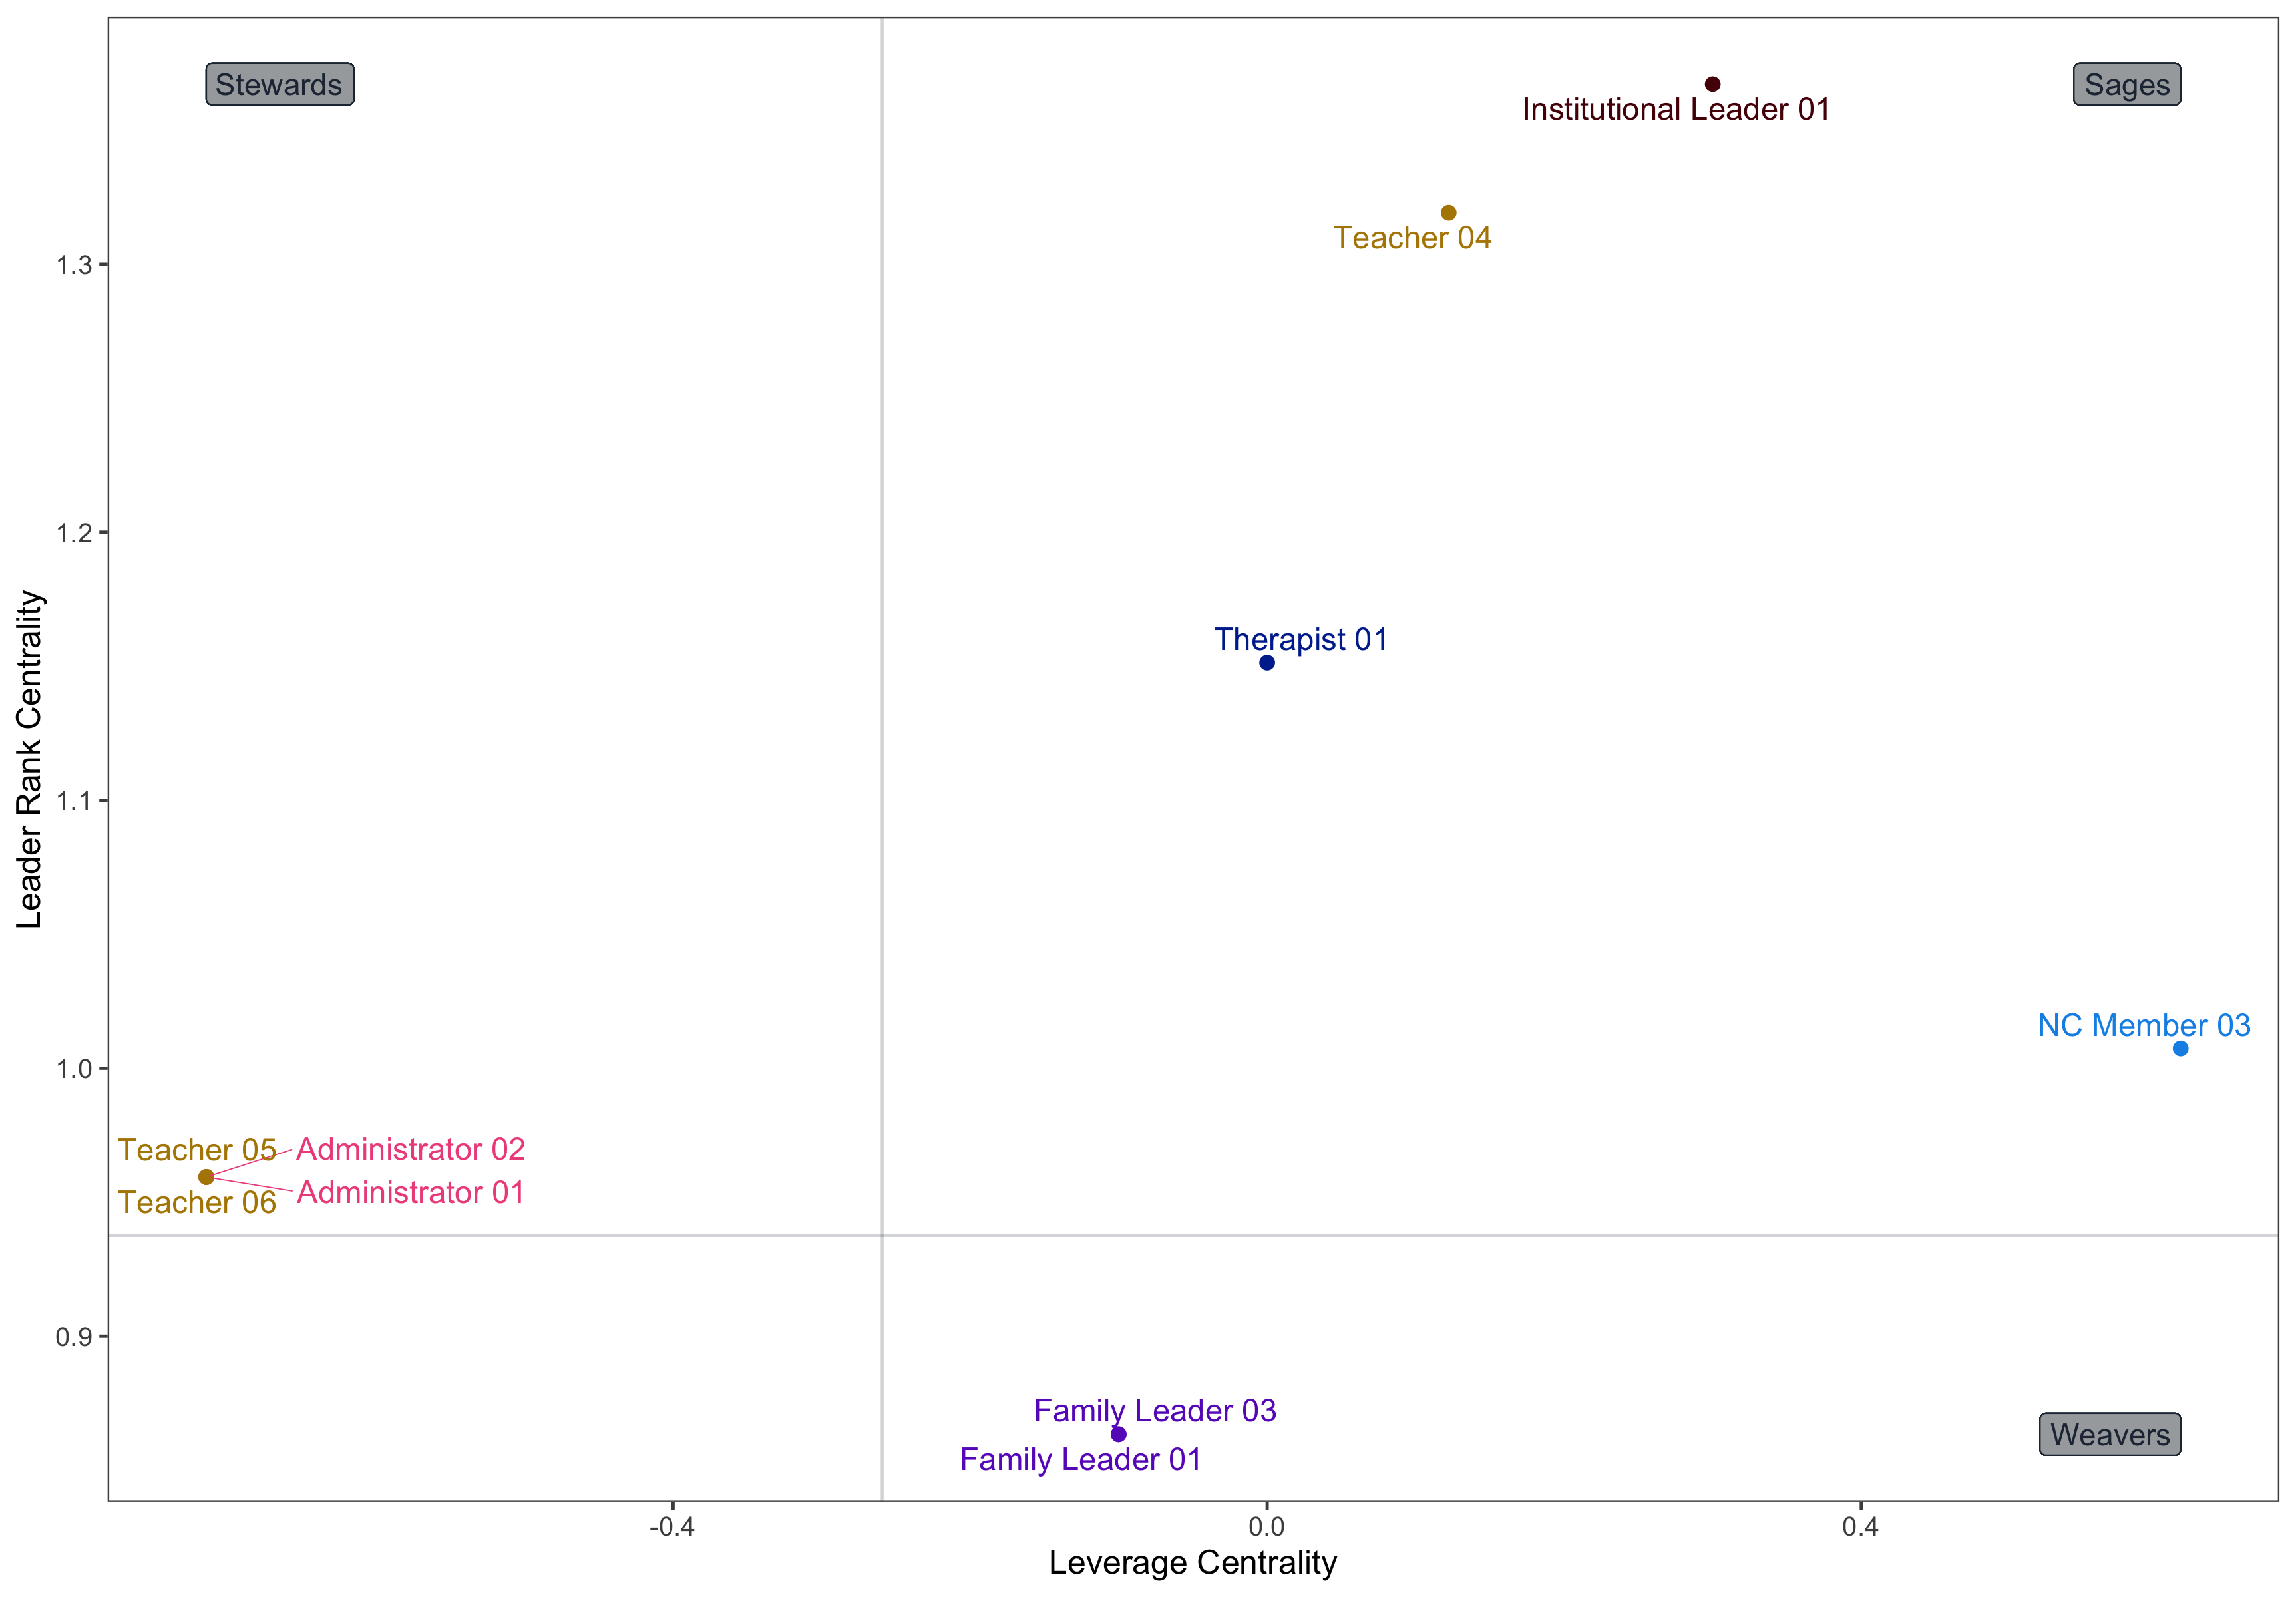 Stewards
Sages
Institutional Leader 01
Teacher 04
1.3
1.2
Therapist 01
1.1
Leader Rank Centrality
NC Member 03
1.0
Teacher 05
Administrator 02
Administrator 01
Teacher 06
0.9
Family Leader 03
Weavers
Family Leader 01
-0.4
0.0
0.4
Leverage Centrality